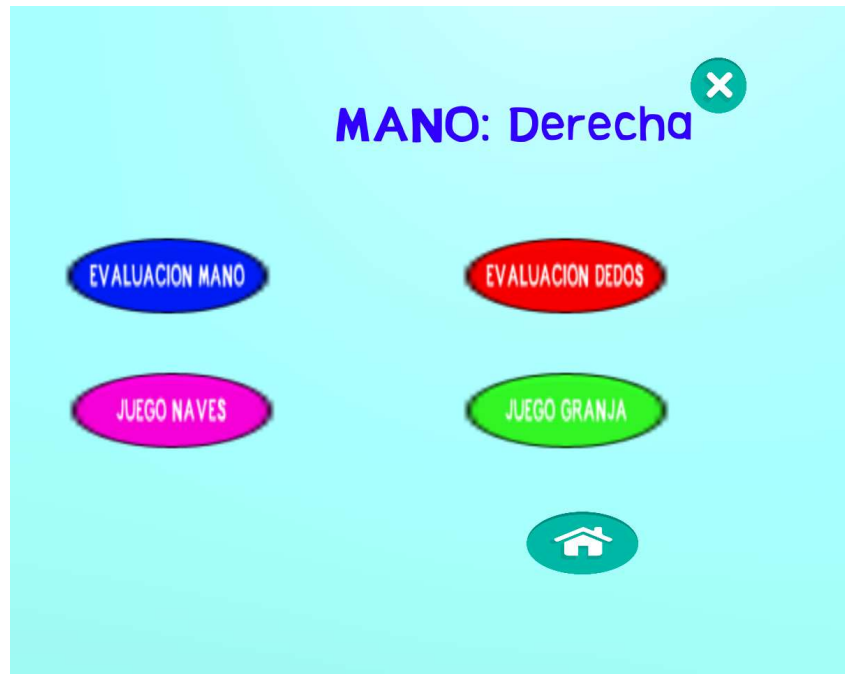 MANO: Derecha
EVALUACION MANO
EVALUACION DEDOS
JUEGO NAVES
JUEGO GRANJA